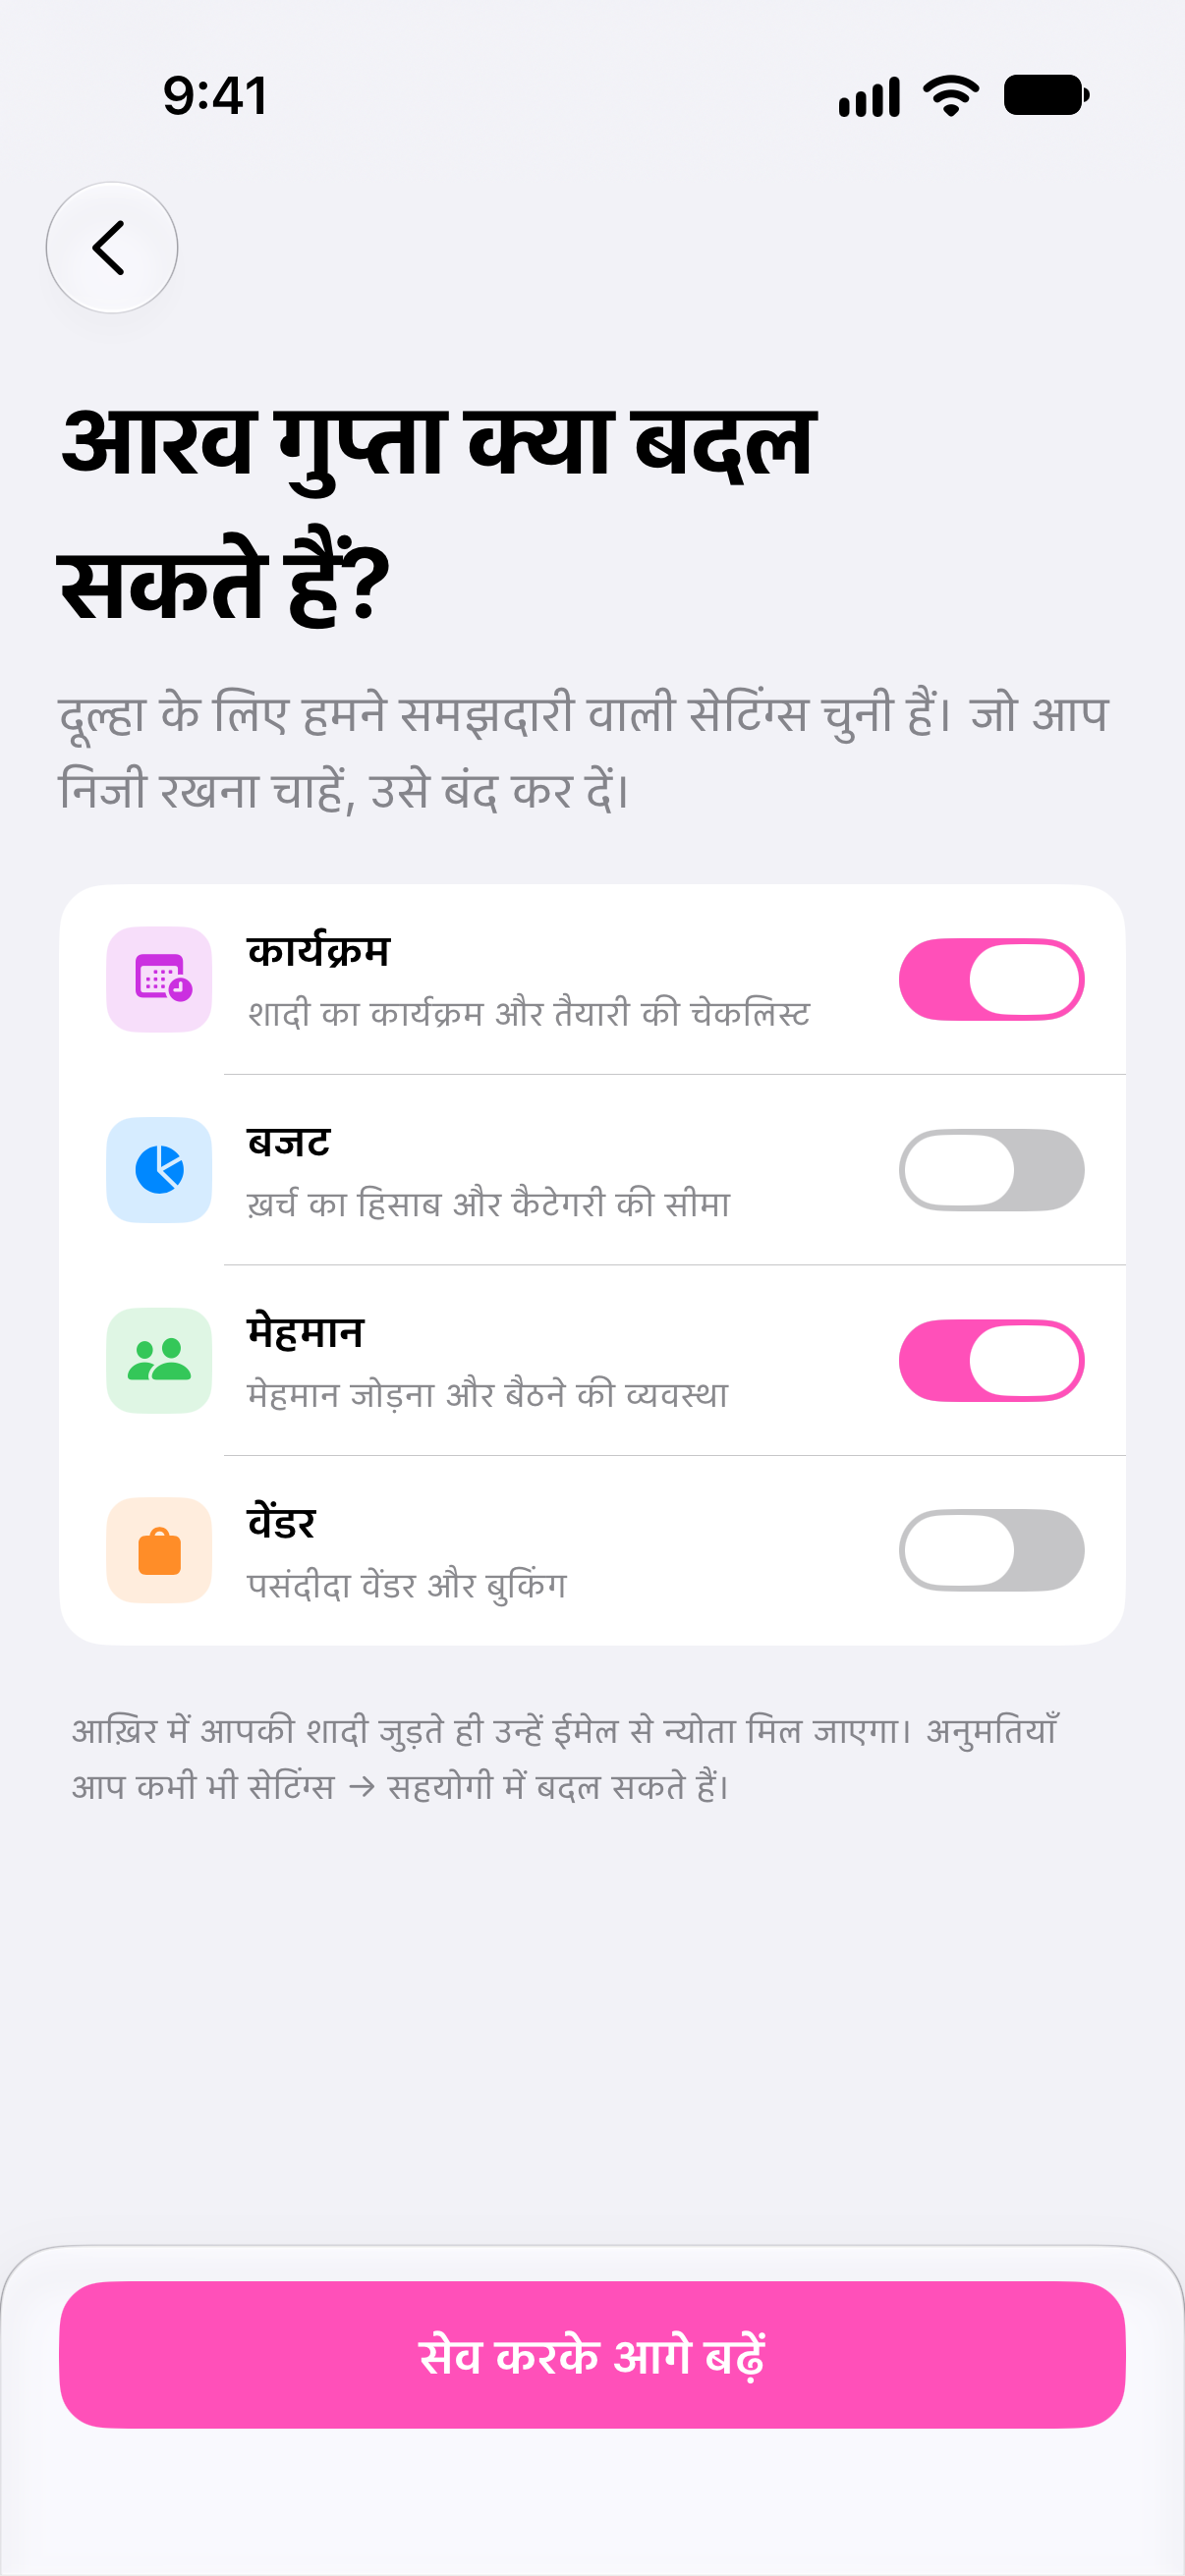 9:41
आरव गुप्ता क्या बदल
सकते हैं?
दूल्हा के लिए हमने समझदारी वाली सेटिंग्स चुनी हैं। जो आप
निजी रखना चाहें, उसे बंद कर दें।
कार्यक्रम
शादी का कार्यक्रम और तैयारी की चेकलिस्ट
बजट
ख़र्च का हिसाब और कैटेगरी की सीमा
मेहमान
मेहमान जोड़ना और बैठने की व्यवस्था
वेंडर
पसंदीदा वेंडर और बुकिंग
आख़िर में आपकी शादी जुड़ते ही उन्हें ईमेल से न्योता मिल जाएगा। अनुमतियाँ
आप कभी भी सेटिंग्स → सहयोगी में बदल सकते हैं।
सेव करके आगे बढ़ें